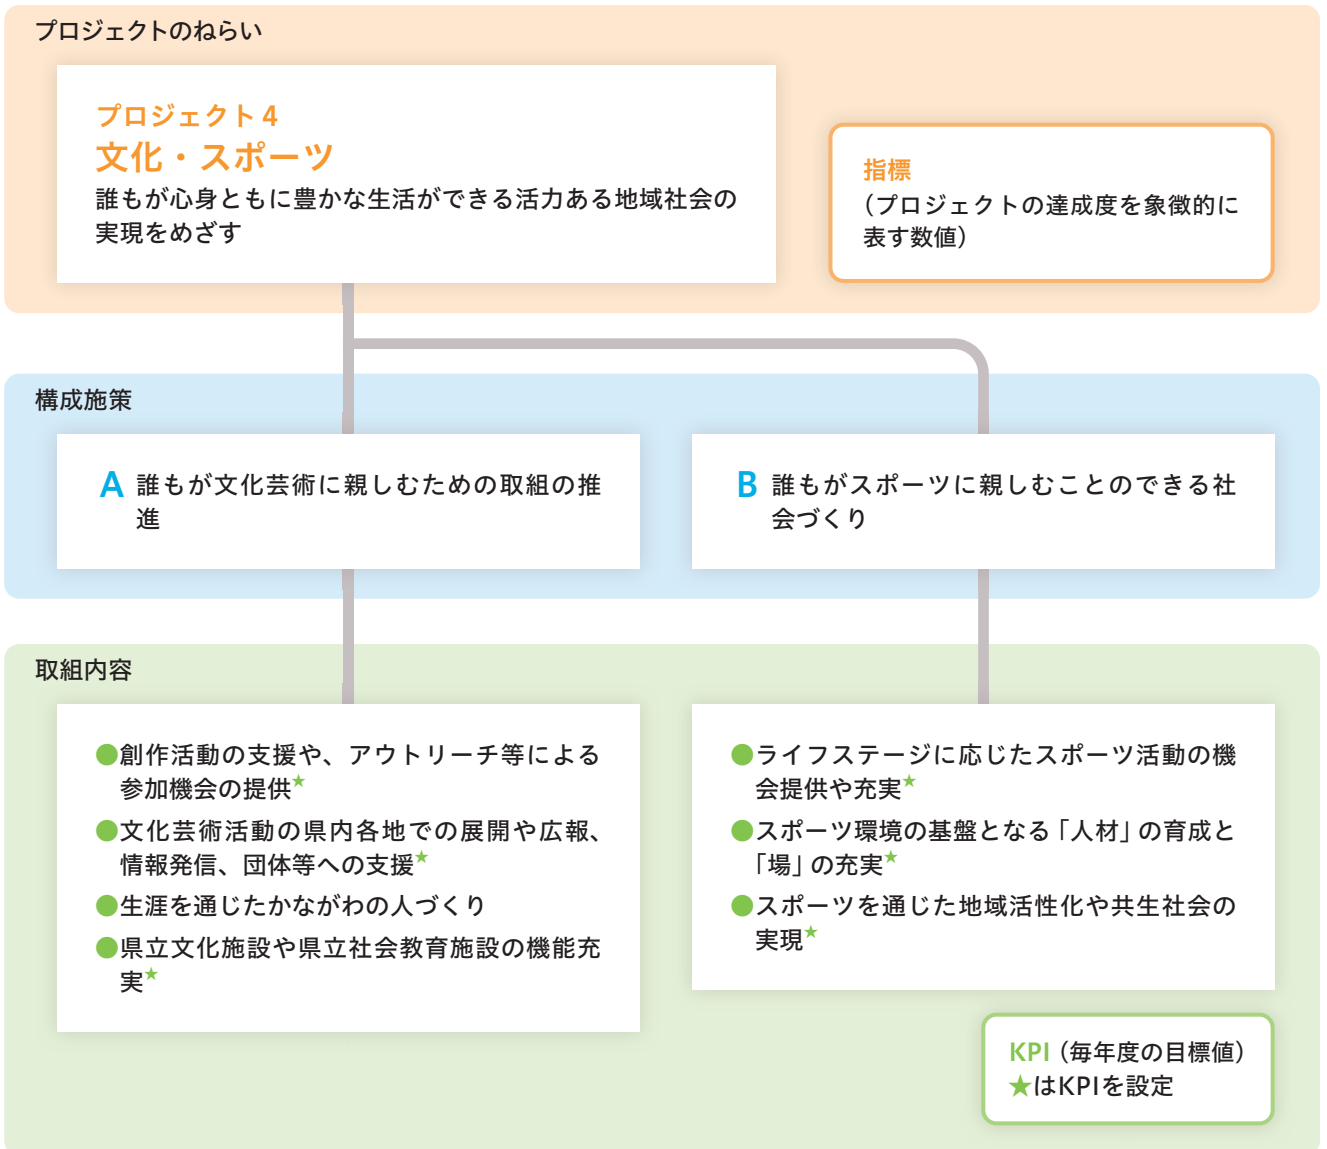 プロジェクトのねらい
プロジェクト 4
文化・スポーツ
誰もが心身ともに豊かな生活ができる活力ある地域社会の
実現をめざす
指標
（プロジェクトの達成度を象徴的に
表す数値）
構成施策
A 誰もが文化芸術に親しむための取組の推
進
B 誰もがスポーツに親しむことのできる社
会づくり
取組内容
●創作活動の支援や、アウトリーチ等による
参加機会の提供★
●文化芸術活動の県内各地での展開や広報、
情報発信、団体等への支援★
●生涯を通じたかながわの人づくり
●県立文化施設や県立社会教育施設の機能充
実★
●ライフステージに応じたスポーツ活動の機
会提供や充実★
●スポーツ環境の基盤となる「人材」の育成と
「場」の充実★
●スポーツを通じた地域活性化や共生社会の
実現★
KPI（毎年度の目標値）
★はKPIを設定